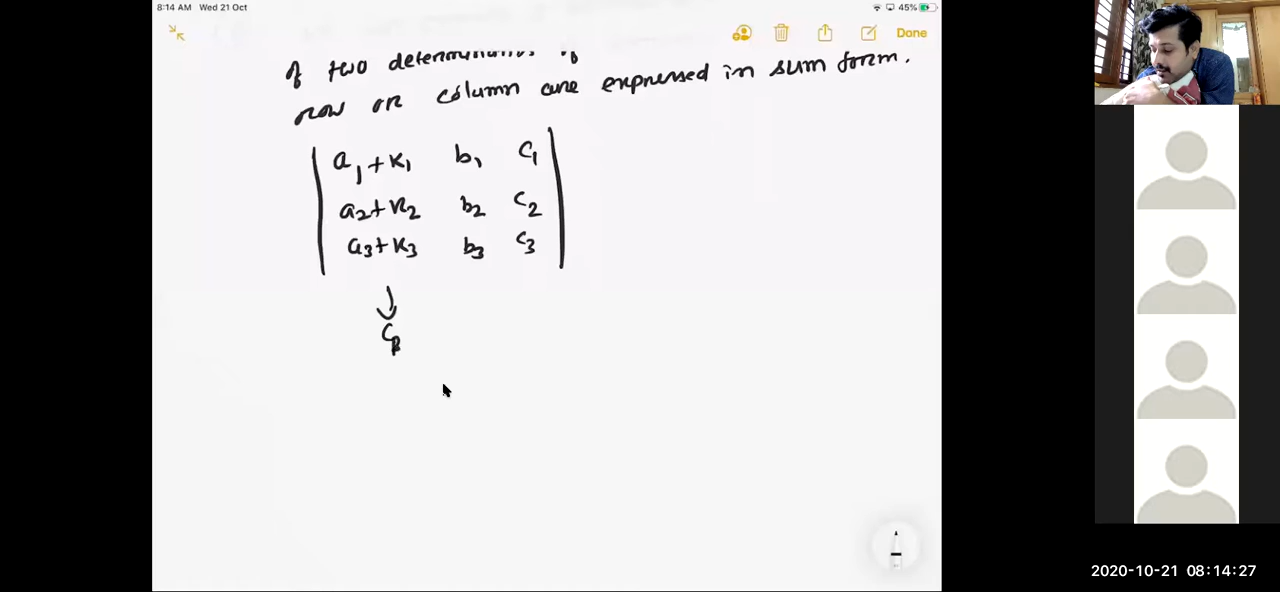 8:14 AM Wed 21 Oct
45%
Done
of two determinants of
row or column are expressed in sum form.
a₁+K₁ b₁ c₁
a₂+K₂ b₂ c₂
a₃+K₃ b₃ c₃
↓
2020-10-21 08:14:27